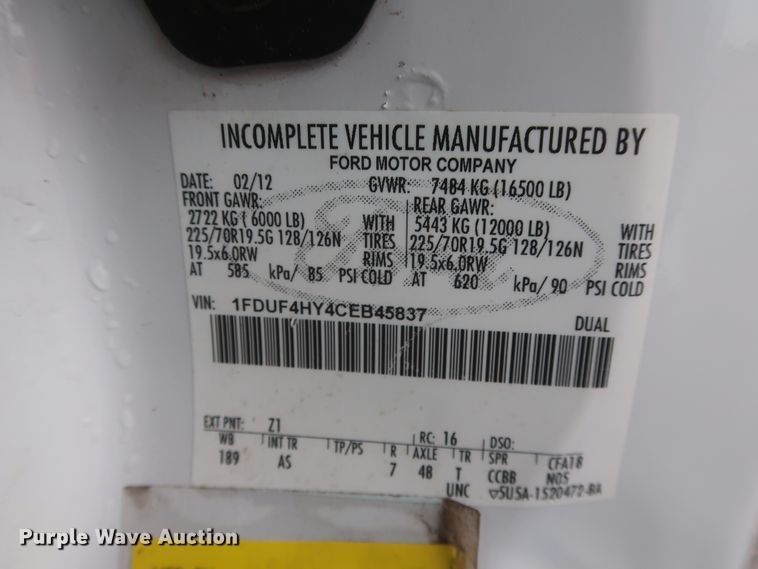 INCOMPLETE VEHICLE MANUFACTURED BY
FORD MOTOR COMPANY
DATE: 02/12 GVWR: 7484 KG (16500 LB)
FRONT GAWR: REAR GAWR:
2722 KG ( 6000 LB) WITH 5443 KG (12000 LB) WITH
225/70R19.5G 128/126N TIRES 225/70R19.5G 128/126N TIRES
19.5x6.0RW RIMS 19.5x6.0RW RIMS
AT 585 kPa/ 85 PSI COLD AT 620 kPa/ 90 PSI COLD
VIN: 1FDUF4HY4CEB45837
DUAL
EXT PNT: Z1 RC: 16 DSO:
WB INT TR TP/PS R AXLE TR SPR CFA18
189 AS 7 48 T CCBB N05
UNC ▽5U5A-1520472-BA
Purple Wave Auction